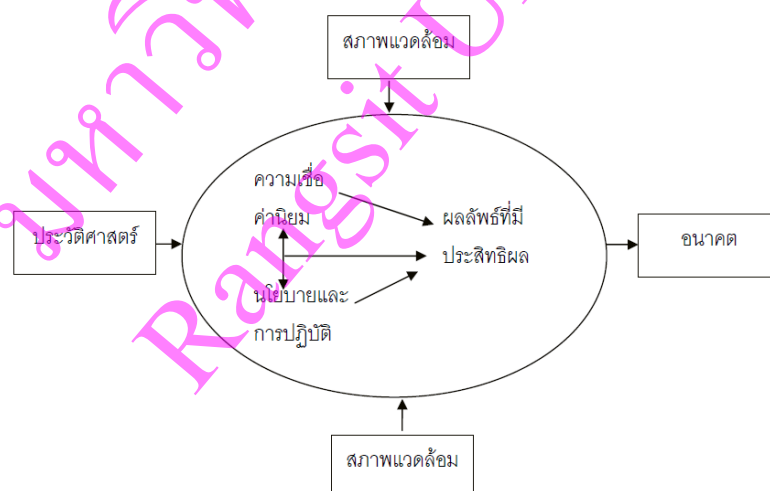 สภาพแวดล้อม
ความเชื่อ
ค่านิยม
ผลลัพธ์ที่มี
ประสิทธิผล
ประวัติศาสตร์
อนาคต
นโยบายและ
การปฏิบัติ
สภาพแวดล้อม
Rangsit U